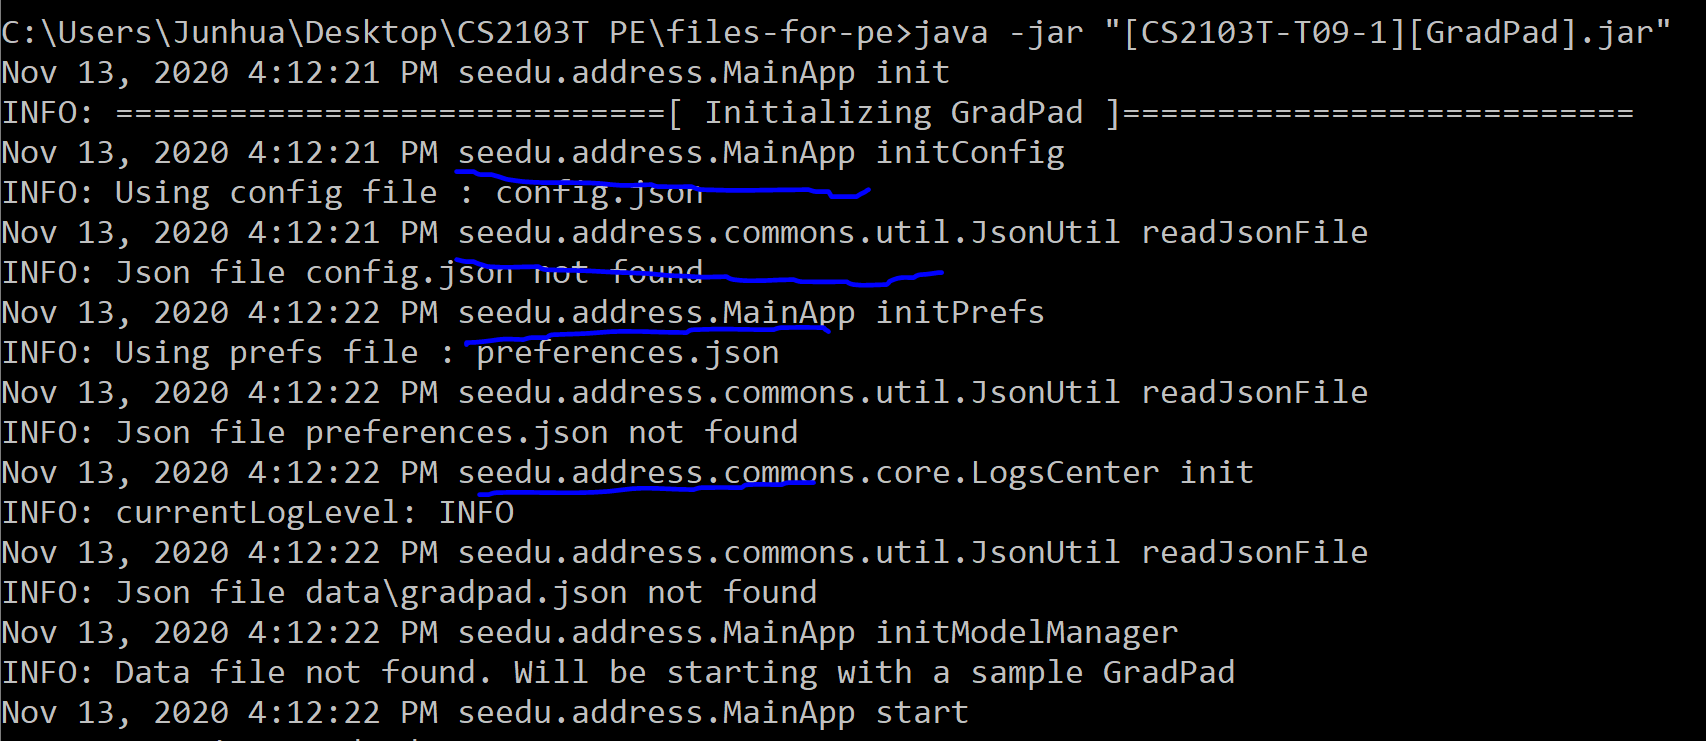 C:\Users\Junhua\Desktop\CS2103T PE\files-for-pe>java -jar "[CS2103T-T09-1][GradPad].jar"
Nov 13, 2020 4:12:21 PM seedu.address.MainApp init
INFO: =============================[ Initializing GradPad ]===========================
Nov 13, 2020 4:12:21 PM seedu.address.MainApp initConfig
INFO: Using config file : config.json
Nov 13, 2020 4:12:21 PM seedu.address.commons.util.JsonUtil readJsonFile
INFO: Json file config.json not found
Nov 13, 2020 4:12:22 PM seedu.address.MainApp initPrefs
INFO: Using prefs file : preferences.json
Nov 13, 2020 4:12:22 PM seedu.address.commons.util.JsonUtil readJsonFile
INFO: Json file preferences.json not found
Nov 13, 2020 4:12:22 PM seedu.address.commons.core.LogsCenter init
INFO: currentLogLevel: INFO
Nov 13, 2020 4:12:22 PM seedu.address.commons.util.JsonUtil readJsonFile
INFO: Json file data\gradpad.json not found
Nov 13, 2020 4:12:22 PM seedu.address.MainApp initModelManager
INFO: Data file not found. Will be starting with a sample GradPad
Nov 13, 2020 4:12:22 PM seedu.address.MainApp start